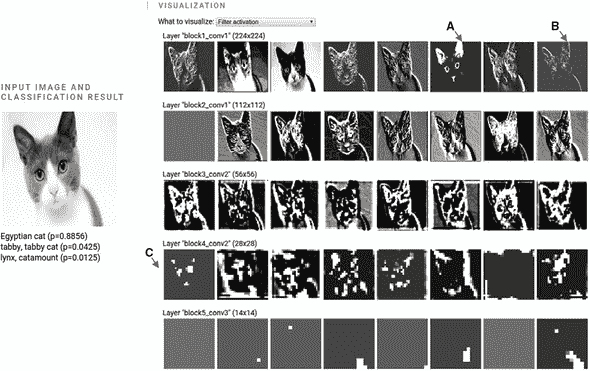 VISUALIZATION
What to visualize: Filter activation
A
B
Layer "block1_conv1" (224x224)
INPUT IMAGE AND
CLASSIFICATION RESULT
Layer "block2_conv1" (112x112)
Layer "block3_conv2" (56x56)
Egyptian cat (p=0.8856)
tabby, tabby cat (p=0.0425)
lynx, catamount (p=0.0125)
C
Layer "block4_conv2" (28x28)
Layer "block5_conv3" (14x14)